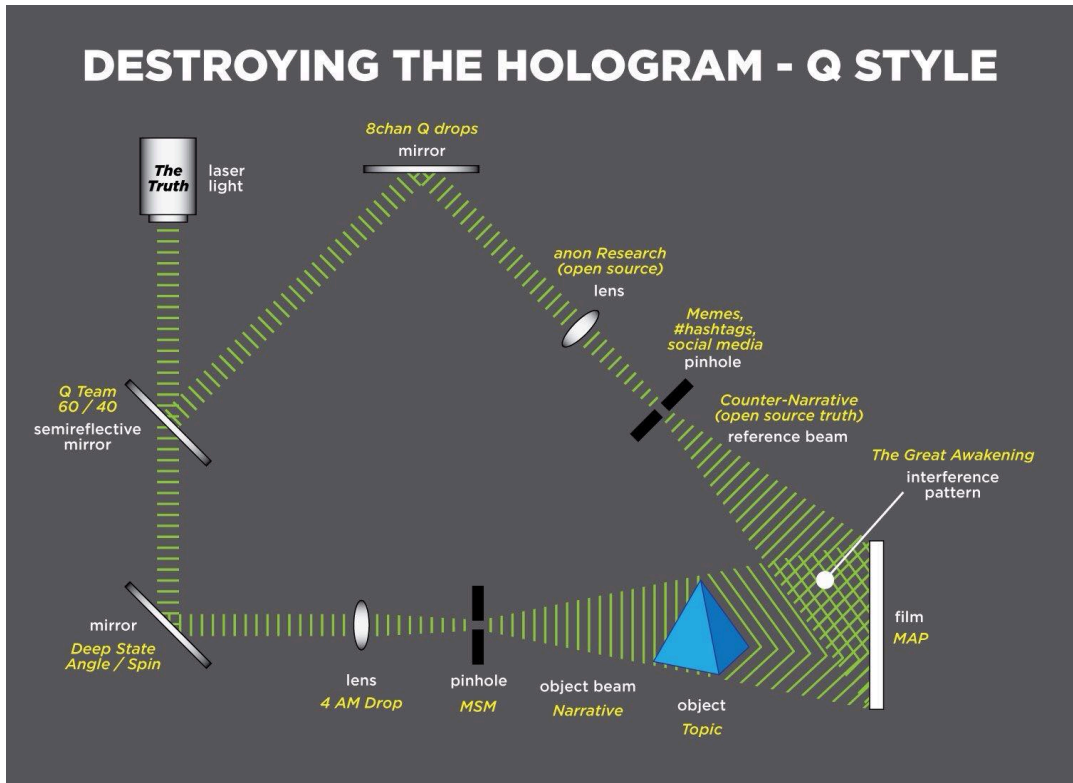 DESTROYING THE HOLOGRAM - Q STYLE
8chan Q drops
mirror
The
Truth
laser
light
anon Research
(open source)
lens
Memes,
#hashtags,
social media
pinhole
Q Team
60 / 40
semireflective
mirror
Counter-Narrative
(open source truth)
reference beam
The Great Awakening
interference
pattern
mirror
Deep State
Angle / Spin
lens
4 AM Drop
pinhole
MSM
object beam
Narrative
object
Topic
film
MAP